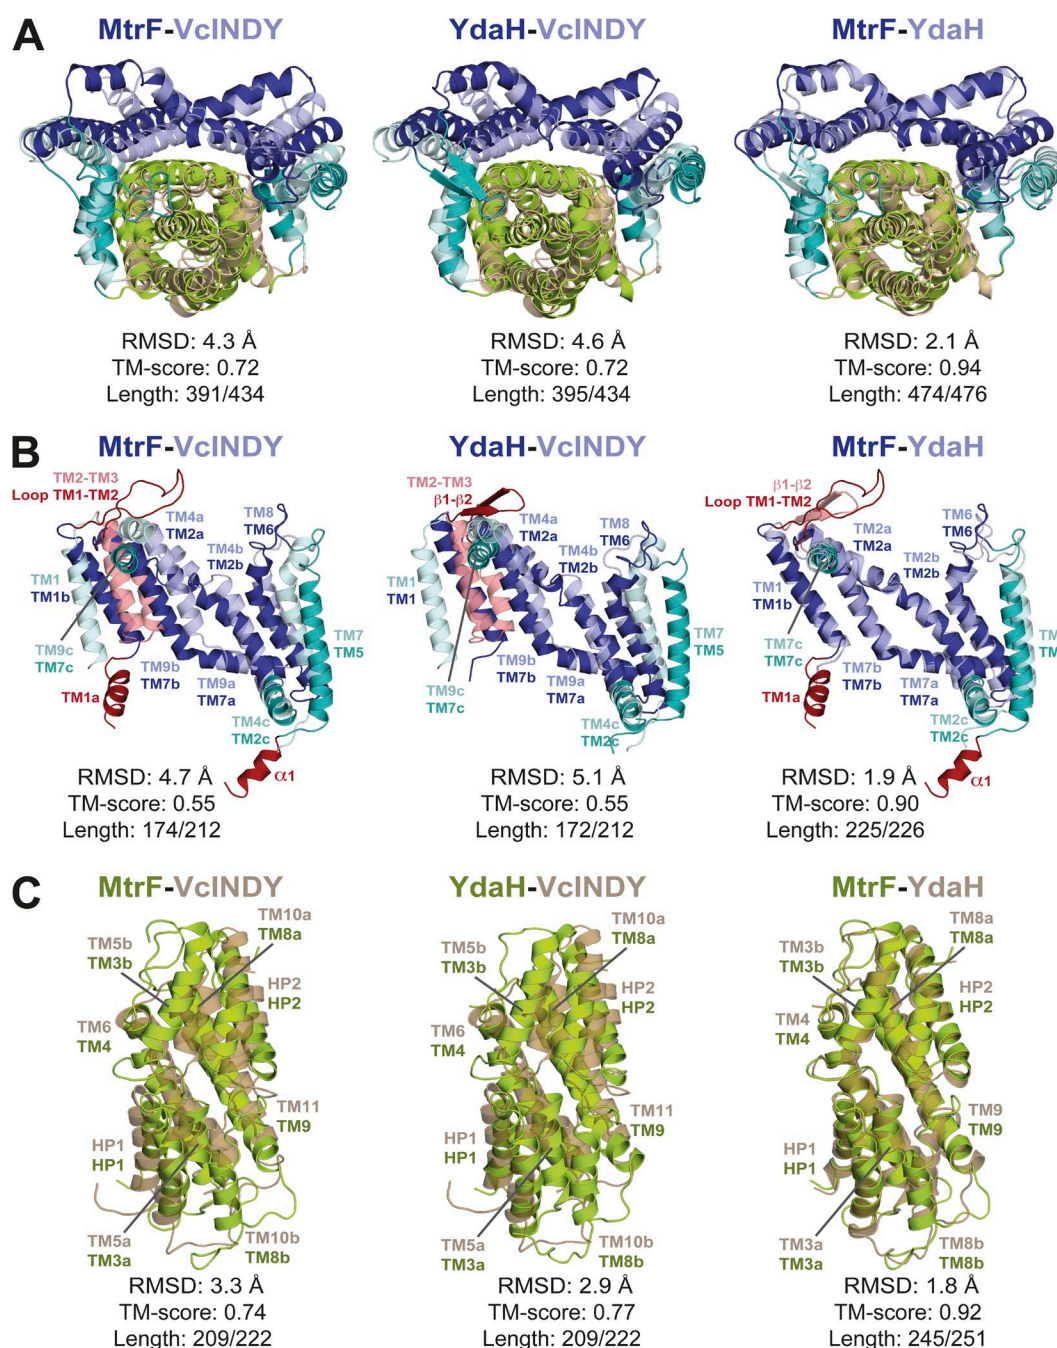 A
MtrF-VcINDY
YdaH-VcINDY
MtrF-YdaH
RMSD: 4.3 Å
TM-score: 0.72
Length: 391/434
RMSD: 4.6 Å
TM-score: 0.72
Length: 395/434
RMSD: 2.1 Å
TM-score: 0.94
Length: 474/476
B
MtrF-VcINDY
TM2-TM3
Loop TM1-TM2
TM4a
TM2a
TM8
TM6
TM4b
TM2b
TM1
TM1b
TM7
TM5
TM9c
TM7c
TM9b
TM7b
TM9a
TM7a
TM1a
TM4c
TM2c
α1
RMSD: 4.7 Å
TM-score: 0.55
Length: 174/212
YdaH-VcINDY
TM2-TM3
β1-β2
TM4a
TM2a
TM8
TM6
TM4b
TM2b
TM1
TM1
TM7
TM5
TM9b
TM7b
TM9a
TM7a
TM9c
TM7c
TM4c
TM2c
RMSD: 5.1 Å
TM-score: 0.55
Length: 172/212
MtrF-YdaH
β1-β2
Loop TM1-TM2
TM2a
TM2a
TM6
TM6
TM2b
TM2b
TM1
TM1b
TM
TM
TM7c
TM7c
TM7b
TM7b
TM7a
TM7a
TM1a
TM2c
TM2c
α1
RMSD: 1.9 Å
TM-score: 0.90
Length: 225/226
C
MtrF-VcINDY
TM10a
TM8a
TM5b
TM3b
HP2
HP2
TM6
TM4
TM11
TM9
HP1
HP1
TM5a
TM3a
TM10b
TM8b
RMSD: 3.3 Å
TM-score: 0.74
Length: 209/222
YdaH-VcINDY
TM10a
TM8a
TM5b
TM3b
HP2
HP2
TM6
TM4
TM11
TM9
HP1
HP1
TM5a
TM3a
TM10b
TM8b
RMSD: 2.9 Å
TM-score: 0.77
Length: 209/222
MtrF-YdaH
TM8a
TM8a
TM3b
TM3b
HP2
HP2
TM4
TM4
TM9
TM9
HP1
HP1
TM3a
TM3a
TM8b
TM8b
RMSD: 1.8 Å
TM-score: 0.92
Length: 245/251